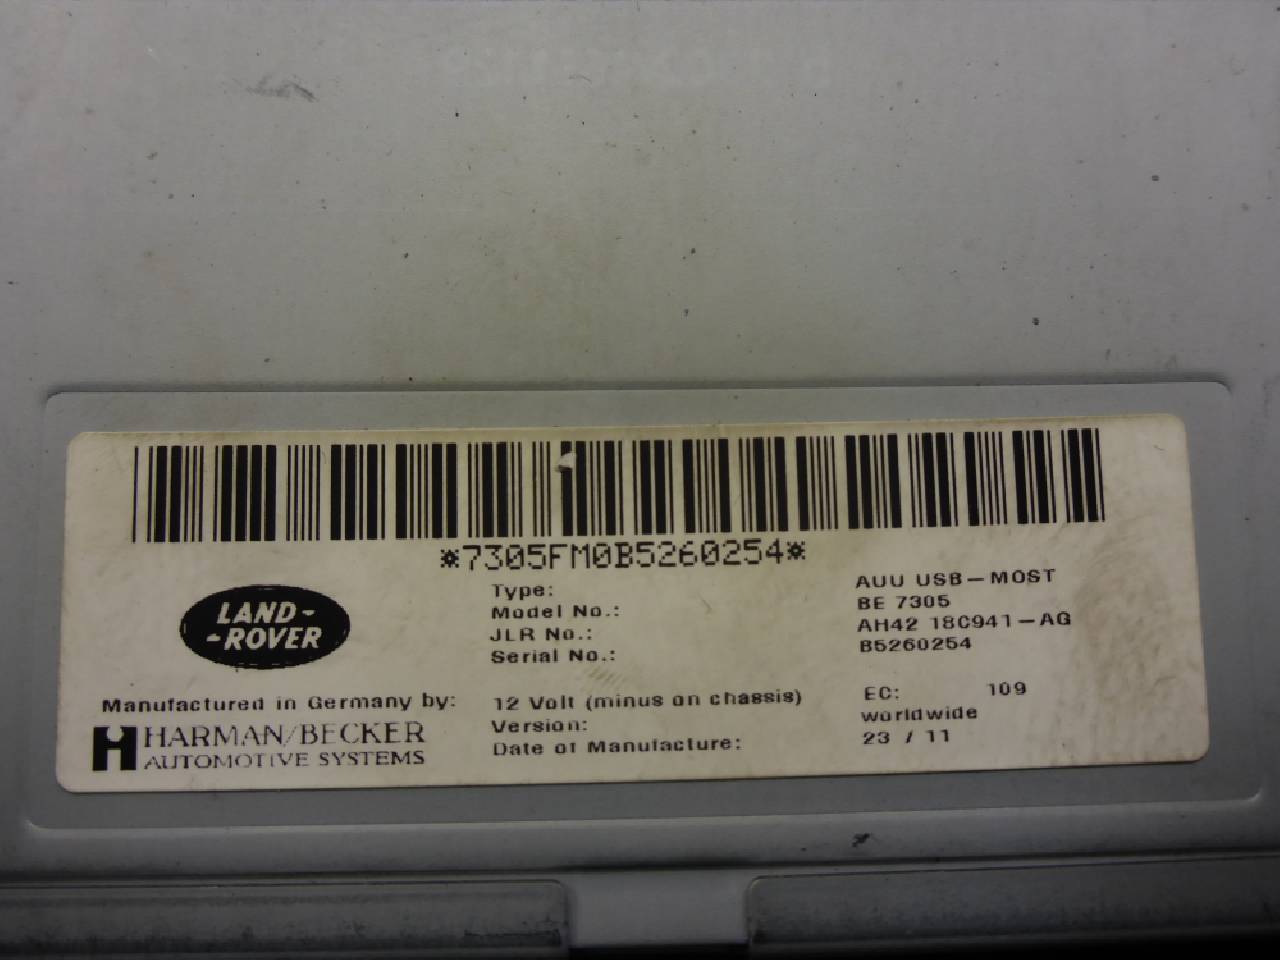 *7305FM0B5260254*
LAND-
-ROVER
Type: AUU USB-MOST
Model No.: BE 7305
JLR No.: AH42 18C941-AG
Serial No.: B5260254
Manufactured in Germany by:
HARMAN/BECKER
AUTOMOTIVE SYSTEMS
12 Volt (minus on chassis) EC: 109
Version: worldwide
Date of Manufacture: 23 / 11